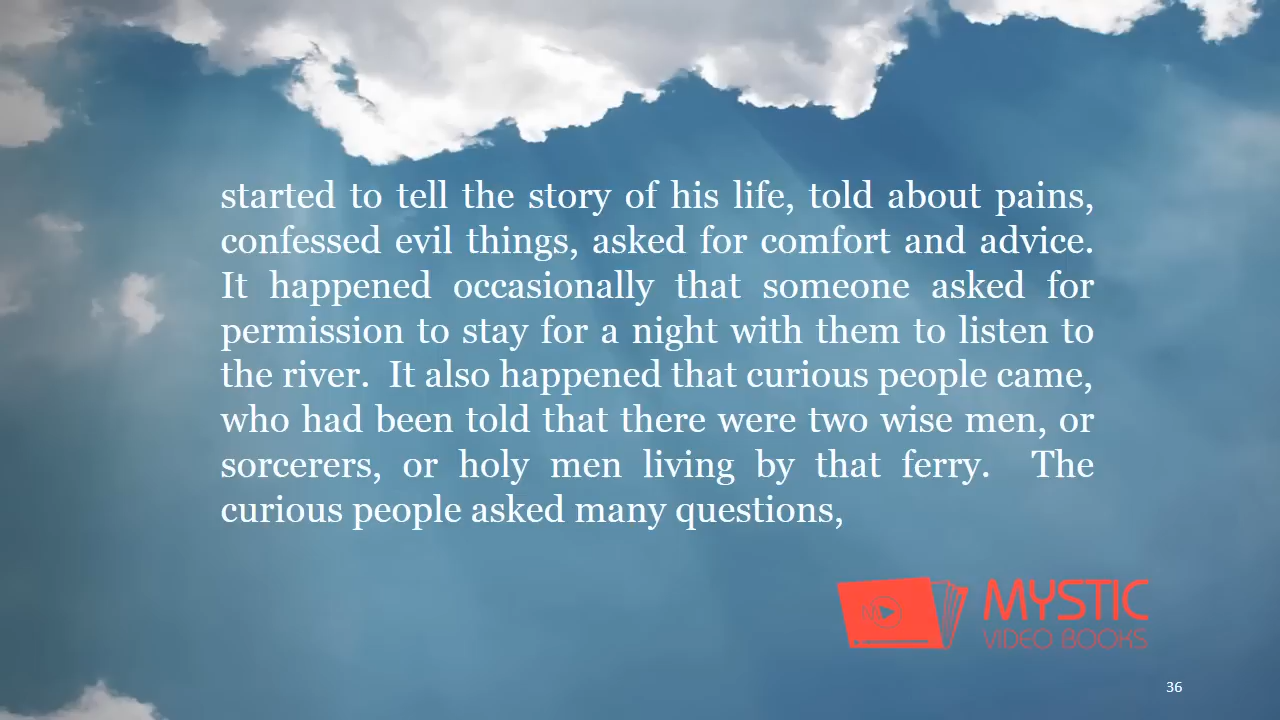 started to tell the story of his life, told about pains,
confessed evil things, asked for comfort and advice.
It happened occasionally that someone asked for
permission to stay for a night with them to listen to
the river.  It also happened that curious people came,
who had been told that there were two wise men, or
sorcerers, or holy men living by that ferry.  The
curious people asked many questions,
MYSTIC
VIDEO BOOKS
36